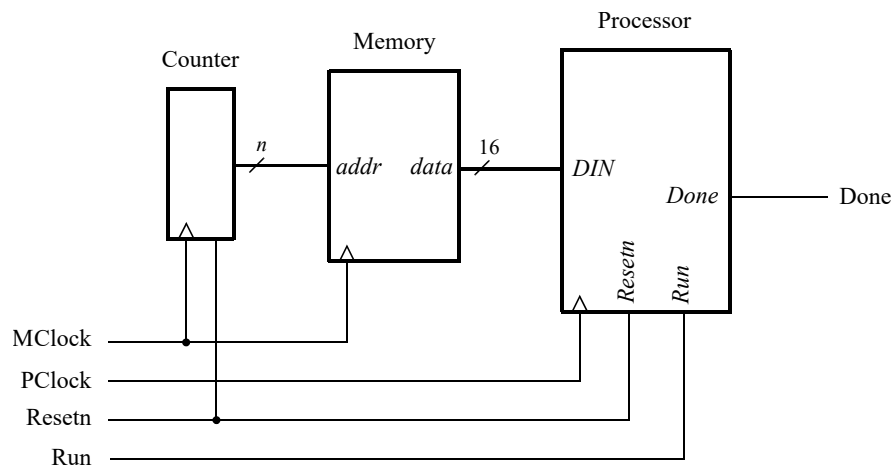 Processor
Memory
Counter
n
16
addr
data
DIN
Done
Done
Resetn
Run
MClock
PClock
Resetn
Run